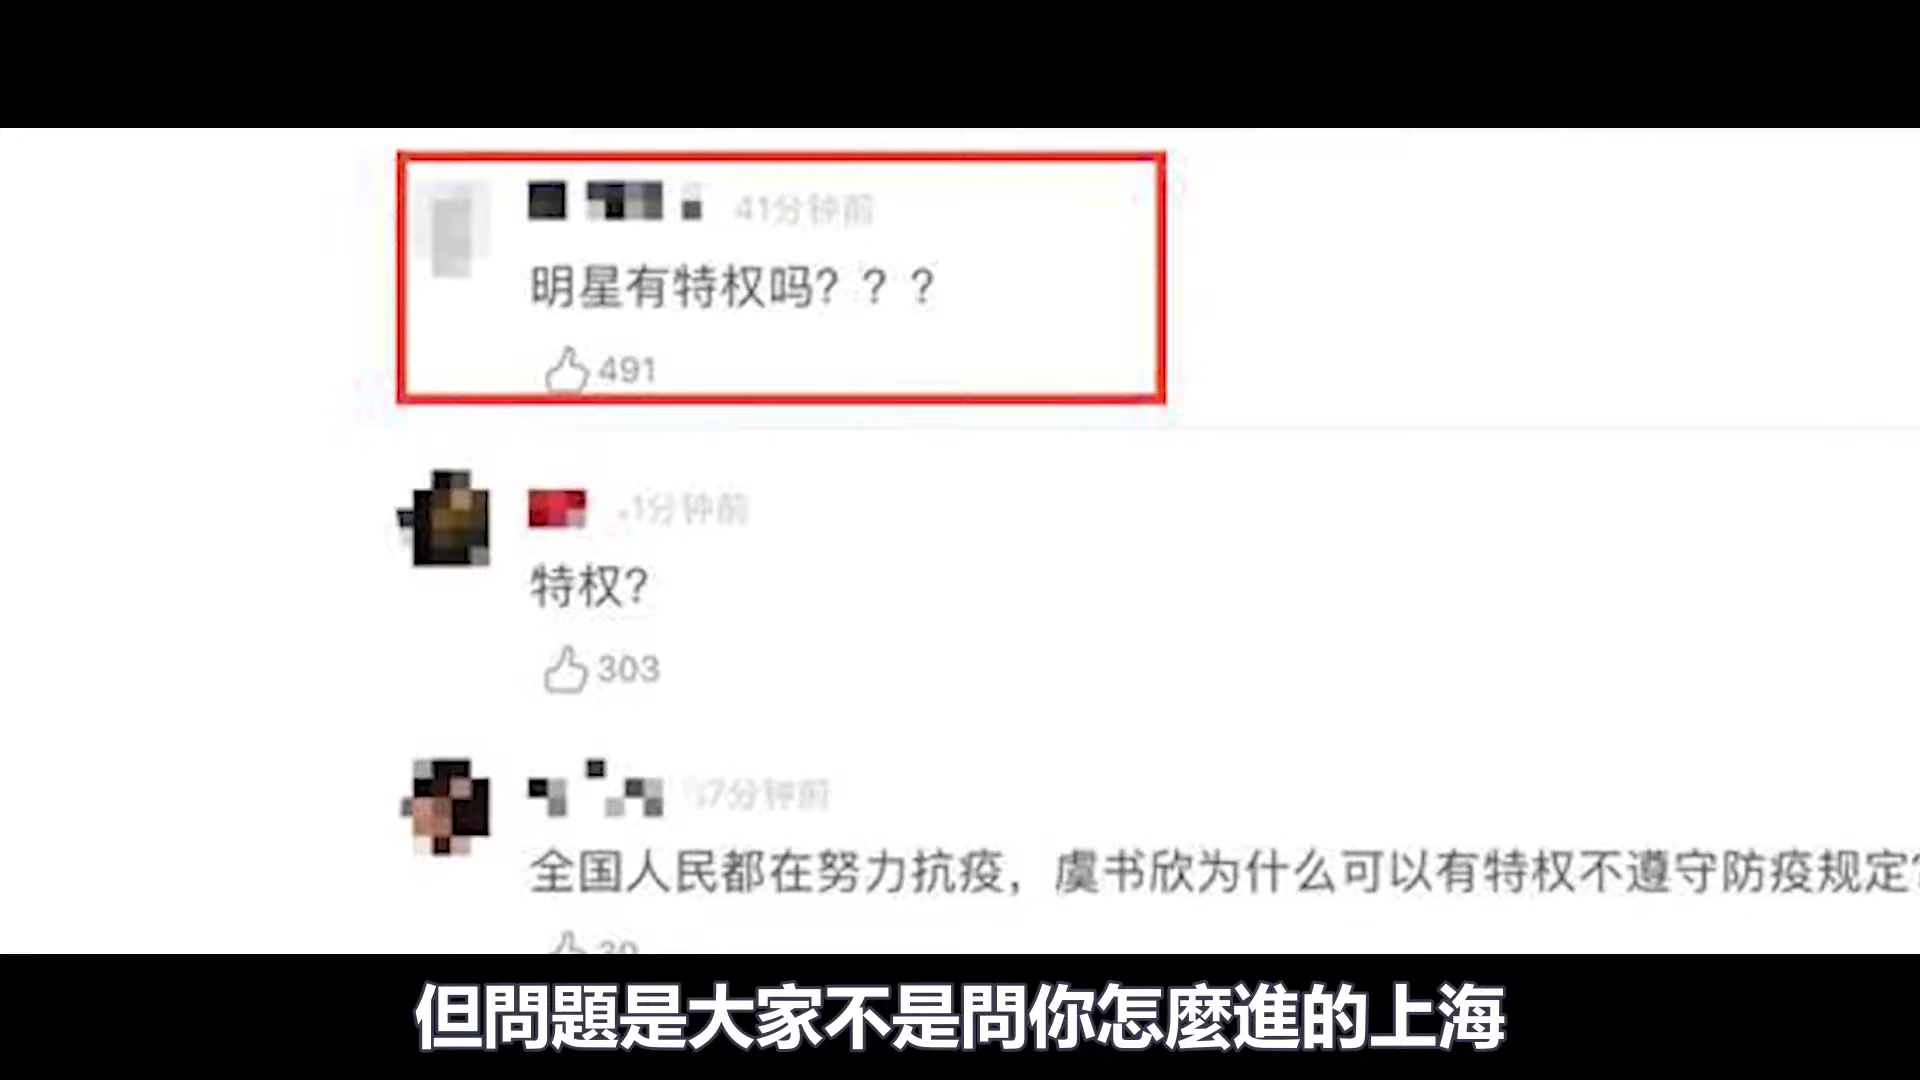 41分钟前
明星有特权吗？？？
491
1分钟前
特权？
303
7分钟前
全国人民都在努力抗疫，虞书欣为什么可以有特权不遵守防疫规定？
但問題是大家不是問你怎麼進的上海